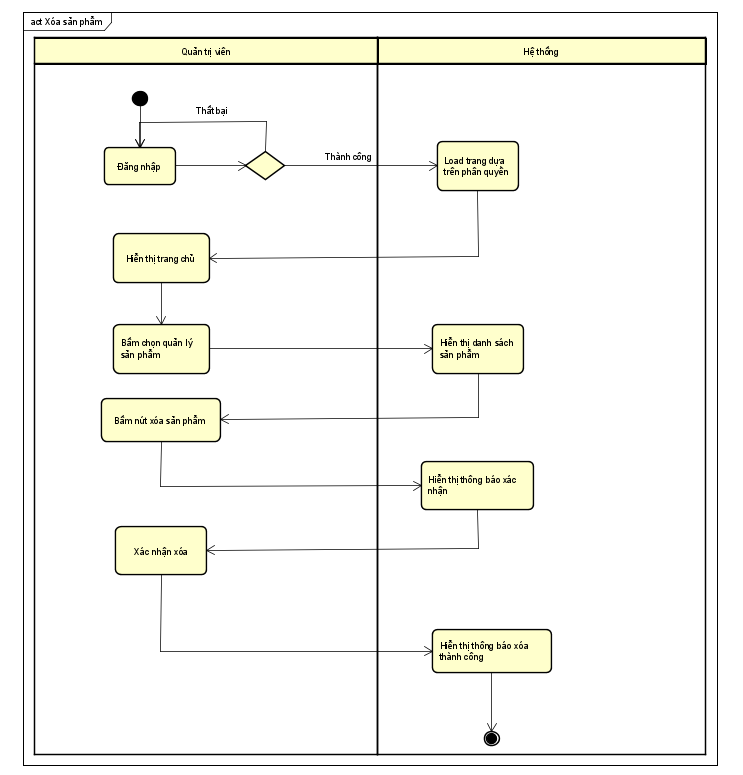 act Xóa sản phẩm
Quản trị viên
Hệ thống
Thất bại
Đăng nhập
Thành công
Load trang dựa
trên phân quyền
Hiển thị trang chủ
Bấm chọn quản lý
sản phẩm
Hiển thị danh sách
sản phẩm
Bấm nút xóa sản phẩm
Hiển thị thông báo xác
nhận
Xác nhận xóa
Hiển thị thông báo xóa
thành công